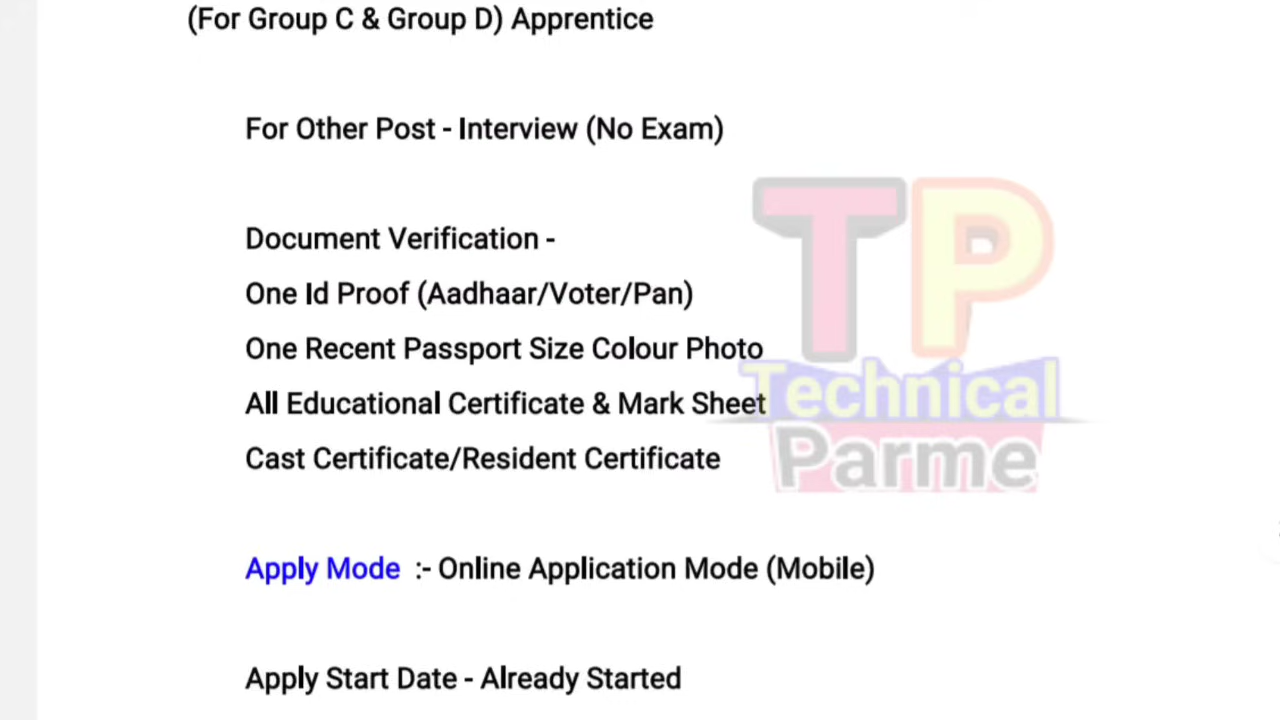 (For Group C & Group D) Apprentice
For Other Post - Interview (No Exam)
Document Verification -
One Id Proof (Aadhaar/Voter/Pan)
One Recent Passport Size Colour Photo
All Educational Certificate & Mark Sheet
Cast Certificate/Resident Certificate
TP
Technical
Parme
Apply Mode :- Online Application Mode (Mobile)
Apply Start Date - Already Started